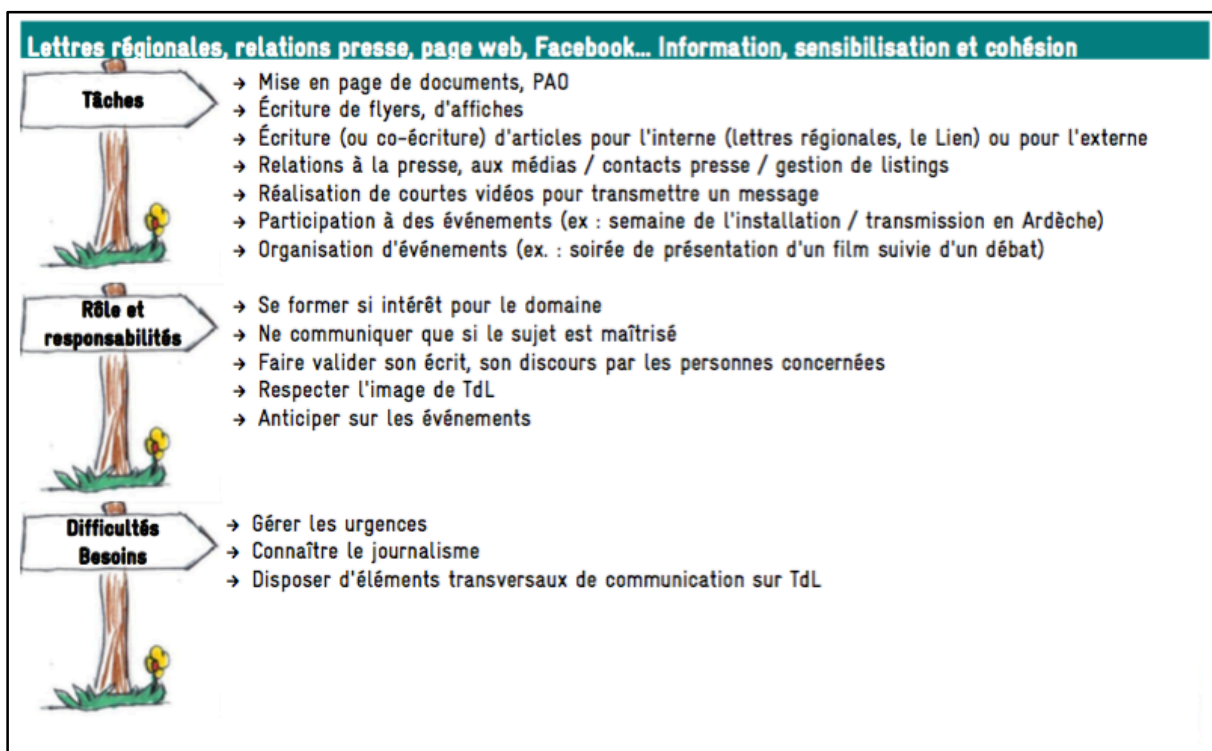 Lettres régionales, relations presse, page web, Facebook... Information, sensibilisation et cohésion
Tâches
→ Mise en page de documents, PAO
→ Écriture de flyers, d'affiches
→ Écriture (ou co-écriture) d'articles pour l'interne (lettres régionales, le Lien) ou pour l'externe
→ Relations à la presse, aux médias / contacts presse / gestion de listings
→ Réalisation de courtes vidéos pour transmettre un message
→ Participation à des événements (ex : semaine de l'installation / transmission en Ardèche)
→ Organisation d'événements (ex. : soirée de présentation d'un film suivie d'un débat)
Rôle et
responsabilités
→ Se former si intérêt pour le domaine
→ Ne communiquer que si le sujet est maîtrisé
→ Faire valider son écrit, son discours par les personnes concernées
→ Respecter l'image de TdL
→ Anticiper sur les événements
Difficultés
Besoins
→ Gérer les urgences
→ Connaître le journalisme
→ Disposer d'éléments transversaux de communication sur TdL